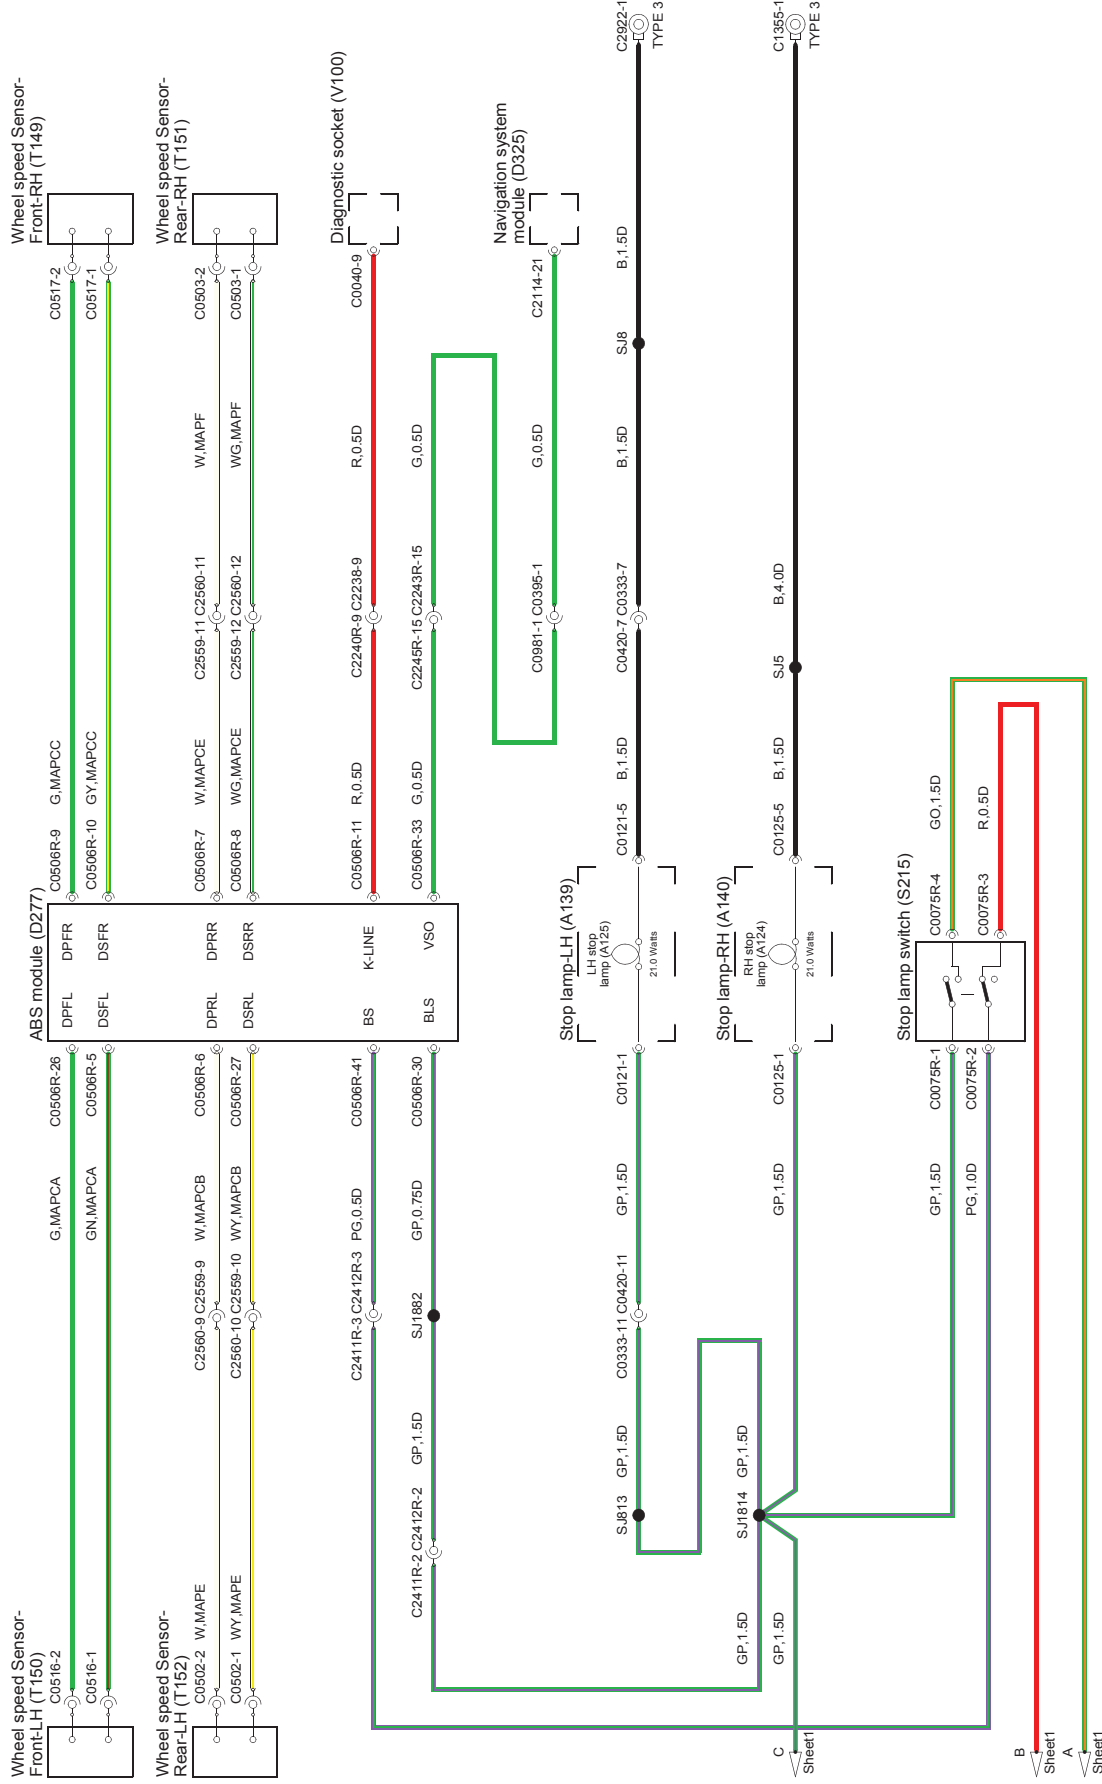 Wheel speed Sensor-
Front-RH (T149)
C0517-2
C0517-1
G,MAPCC
GY,MAPCC
C0506R-9
C0506R-10
Wheel speed Sensor-
Rear-RH (T151)
C0503-2
C0503-1
W,MAPF
WG,MAPF
C2559-11 C2560-11
C2559-12 C2560-12
W,MAPCE
WG,MAPCE
C0506R-7
C0506R-8
Diagnostic socket (V100)
C0040-9
R,0.5D
C2240R-9 C2238-9
R,0.5D
C0506R-11
G,0.5D
C2245R-15 C2243R-15
G,0.5D
C0506R-33
Navigation system
module (D325)
C2114-21
G,0.5D
C0981-1 C0395-1
C2922-1
TYPE 3
B,1.5D
SJ8
B,1.5D
C0420-7 C0333-7
B,1.5D
C0121-5
C1355-1
TYPE 3
B,4.0D
SJ5
B,1.5D
C0125-5
GO,1.5D
R,0.5D
C0075R-4
C0075R-3
ABS module (D277)
DPFL DPFR
DSFL DSFR
DPRL DPRR
DSRL DSRR
BS K-LINE
BLS VSO
Stop lamp-LH (A139)
LH stop
lamp (A125)
21.0 Watts
Stop lamp-RH (A140)
RH stop
lamp (A124)
21.0 Watts
Stop lamp switch (S215)
C0506R-26
C0506R-5
G,MAPCA
GN,MAPCA
C0516-2
C0516-1
Wheel speed Sensor-
Front-LH (T150)
C0506R-6
C0506R-27
W,MAPCB
WY,MAPCB
C2560-9 C2559-9
C2560-10 C2559-10
W,MAPE
WY,MAPE
C0502-2
C0502-1
Wheel speed Sensor-
Rear-LH (T152)
C0506R-41
PG,0.5D
C2411R-3 C2412R-3
C0506R-30
GP,0.75D
SJ1882
GP,1.5D
C2411R-2 C2412R-2
C0121-1
GP,1.5D
C0333-11 C0420-11
GP,1.5D
SJ813
C0125-1
GP,1.5D
GP,1.5D
SJ1814
GP,1.5D
GP,1.5D
C0075R-1
C0075R-2
GP,1.5D
PG,1.0D
C
Sheet1
B
Sheet1
A
Sheet1